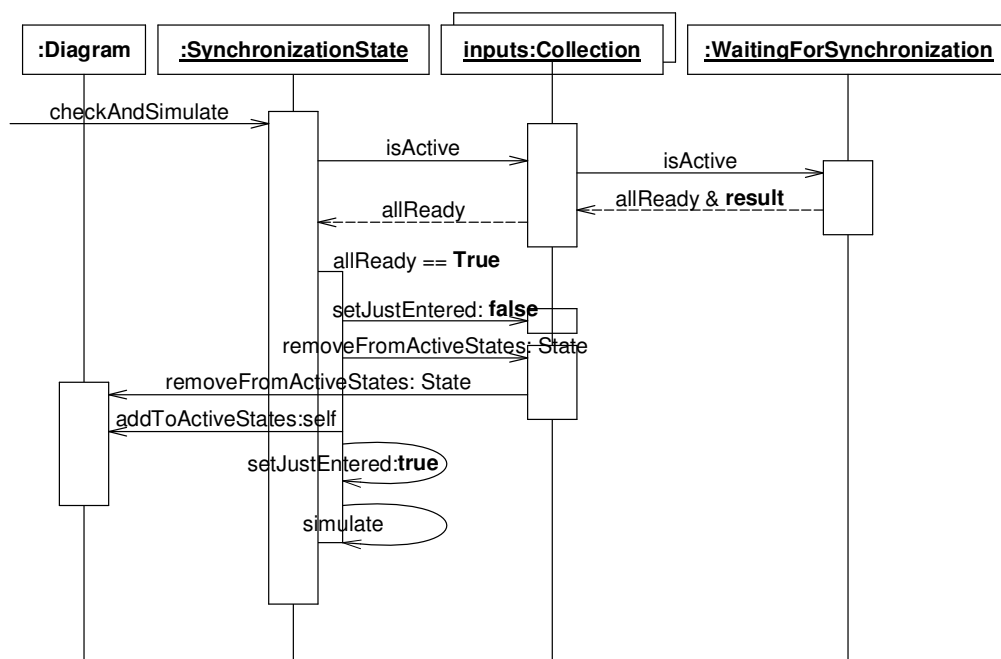 :Diagram
:SynchronizationState
inputs:Collection
:WaitingForSynchronization
checkAndSimulate
isActive
isActive
allReady & result
allReady
allReady == True
setJustEntered: false
removeFromActiveStates: State
removeFromActiveStates: State
addToActiveStates:self
setJustEntered:true
simulate